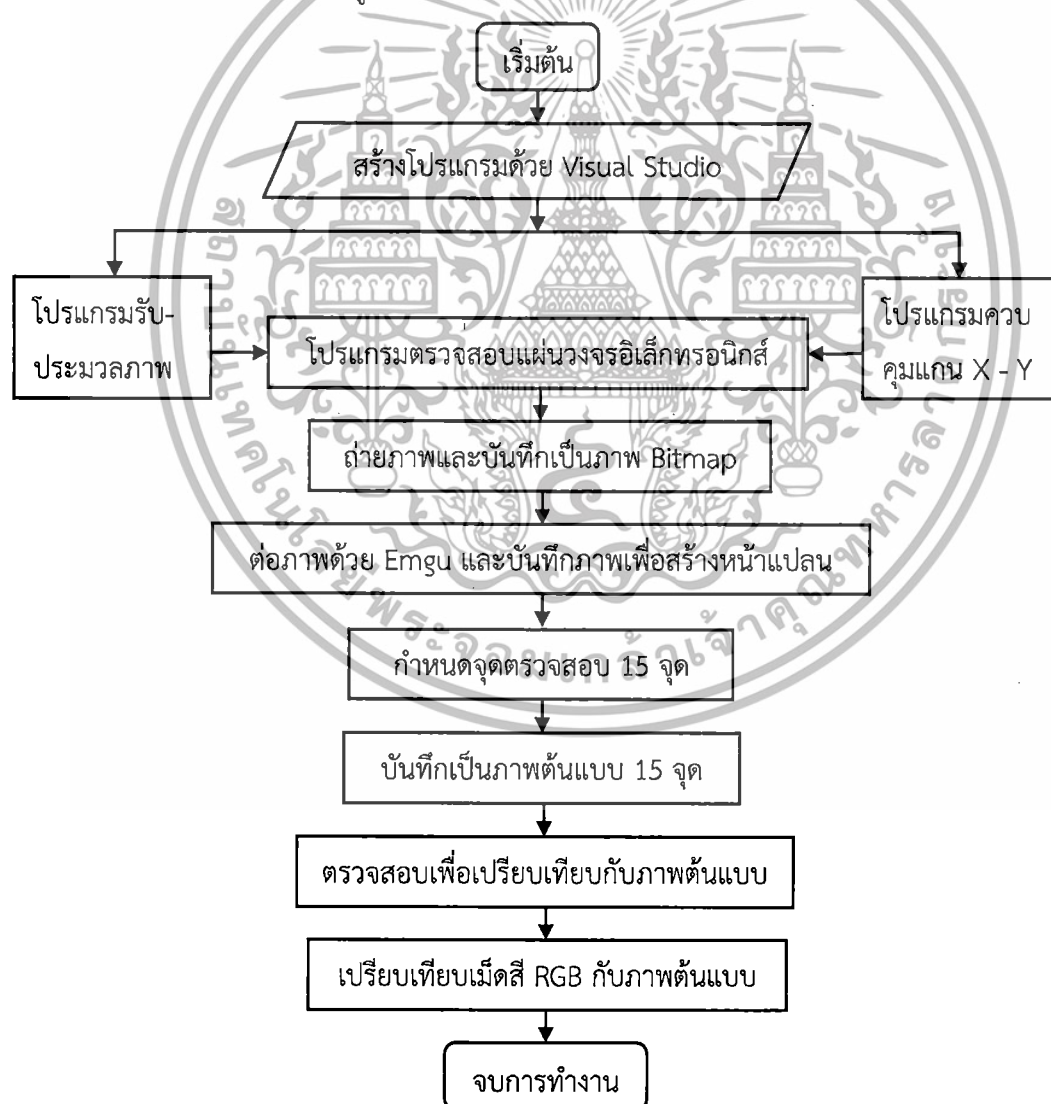 เริ่มต้น
สร้างโปรแกรมด้วย Visual Studio
โปรแกรมรับ-
ประมวลภาพ
โปรแกรมตรวจสอบแผ่นวงจรอิเล็กทรอนิกส์
โปรแกรมควบ
คุมแกน X - Y
ถ่ายภาพและบันทึกเป็นภาพ Bitmap
ต่อภาพด้วย Emgu และบันทึกภาพเพื่อสร้างหน้าแปลน
กำหนดจุดตรวจสอบ 15 จุด
บันทึกเป็นภาพต้นแบบ 15 จุด
ตรวจสอบเพื่อเปรียบเทียบกับภาพต้นแบบ
เปรียบเทียบเม็ดสี RGB กับภาพต้นแบบ
จบการทำงาน